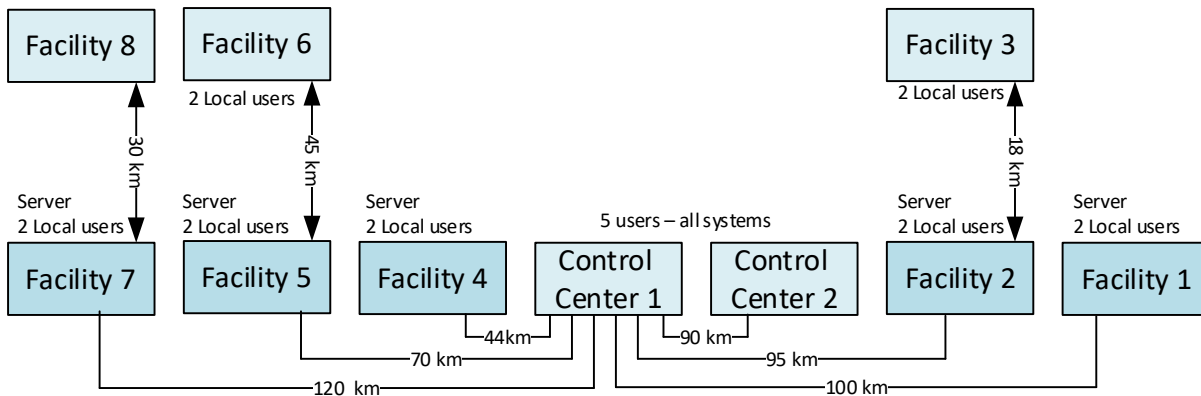 Facility 8
Facility 6
Facility 3
2 Local users
2 Local users
30 km
45 km
18 km
Server
2 Local users
Server
2 Local users
Server
2 Local users
5 users – all systems
Server
2 Local users
Server
2 Local users
Facility 7
Facility 5
Facility 4
Control
Center 1
Control
Center 2
Facility 2
Facility 1
44km
90 km
70 km
95 km
120 km
100 km